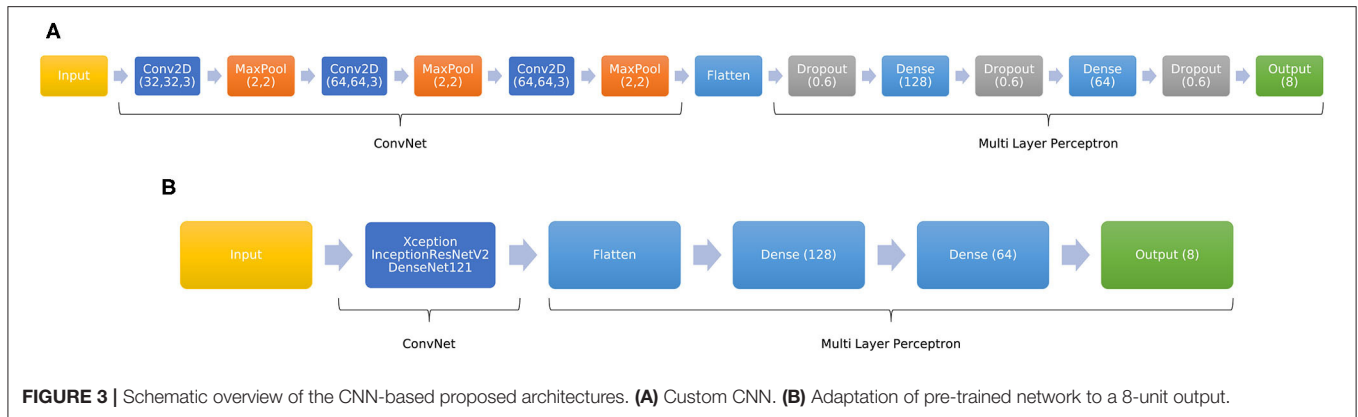 A
Input
Conv2D
(32,32,3)
MaxPool
(2,2)
Conv2D
(64,64,3)
MaxPool
(2,2)
Conv2D
(64,64,3)
MaxPool
(2,2)
Flatten
Dropout
(0.6)
Dense
(128)
Dropout
(0.6)
Dense
(64)
Dropout
(0.6)
Output
(8)
ConvNet
Multi Layer Perceptron
B
Input
Xception
InceptionResNetV2
DenseNet121
Flatten
Dense (128)
Dense (64)
Output (8)
ConvNet
Multi Layer Perceptron
FIGURE 3 | Schematic overview of the CNN-based proposed architectures. (A) Custom CNN. (B) Adaptation of pre-trained network to a 8-unit output.